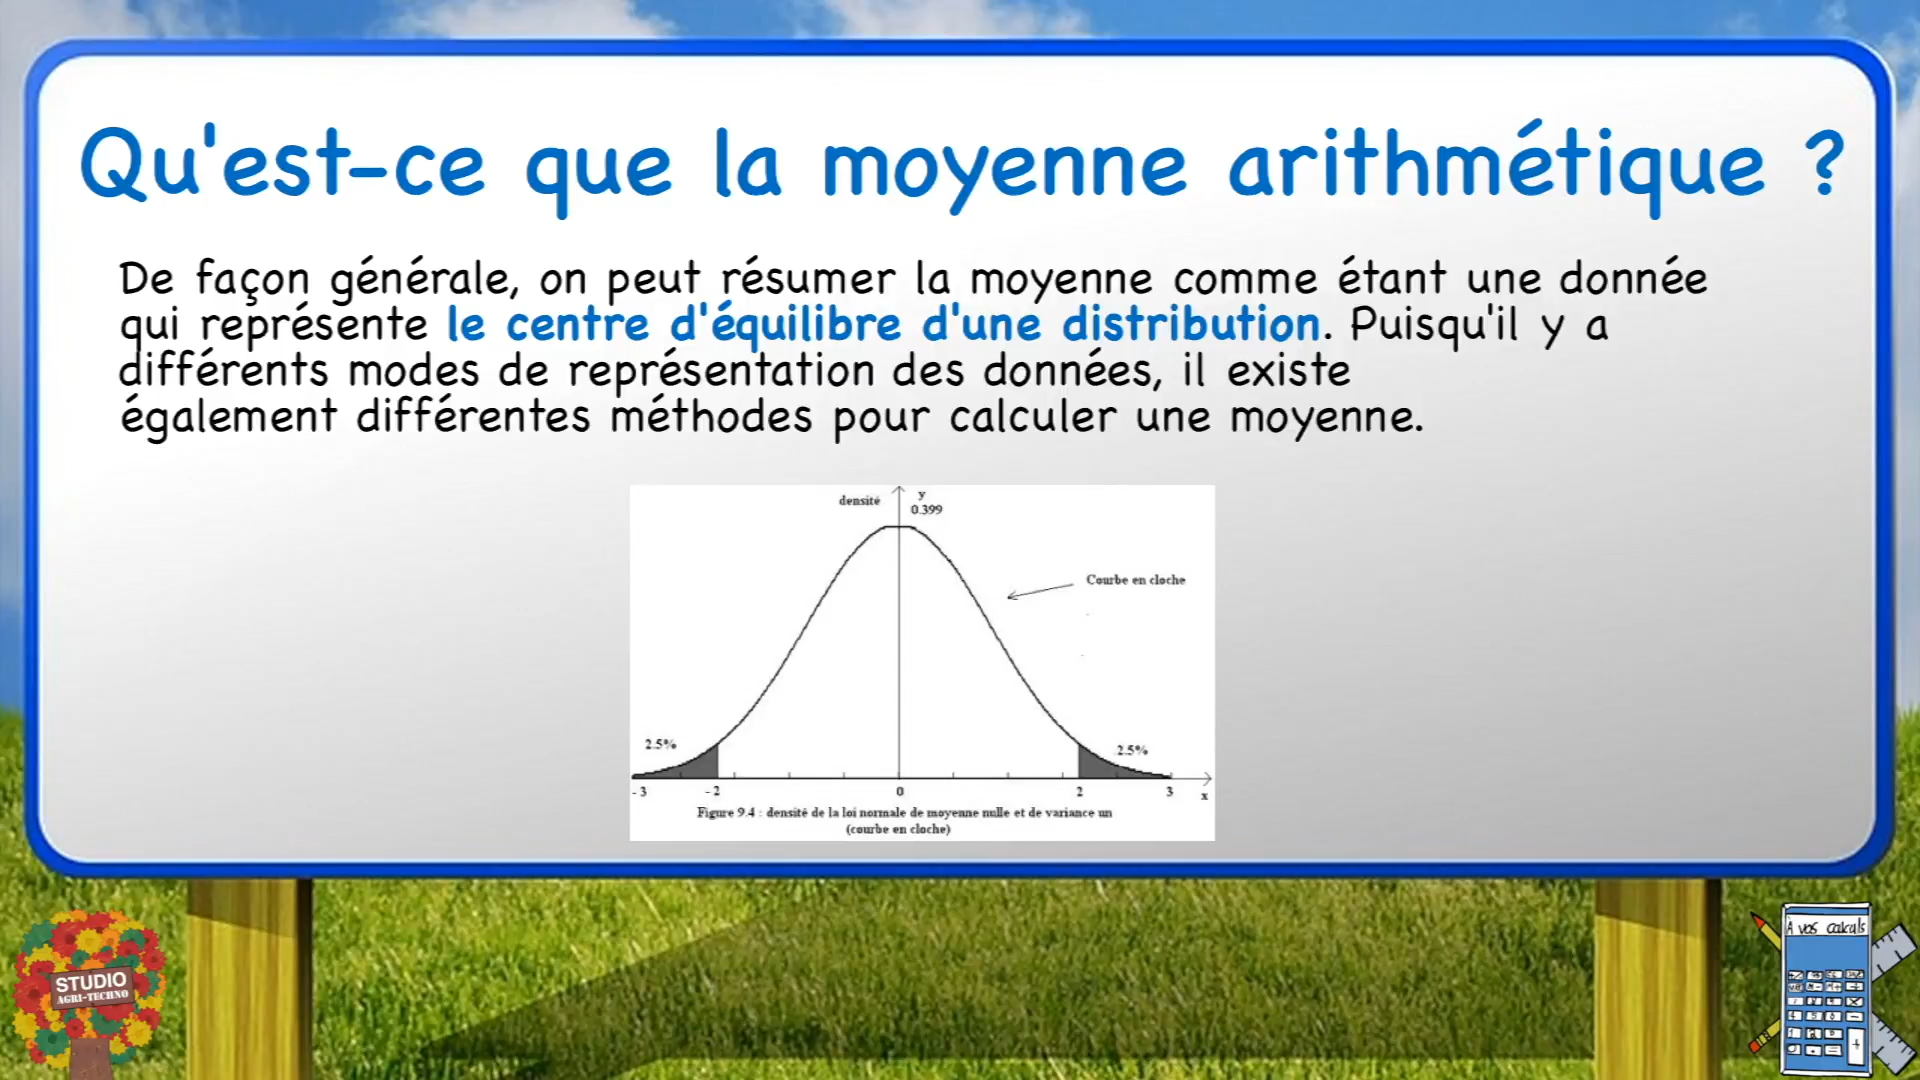 Qu'est-ce que la moyenne arithmétique ?
De façon générale, on peut résumer la moyenne comme étant une donnée
qui représente le centre d'équilibre d'une distribution. Puisqu'il y a
différents modes de représentation des données, il existe
également différentes méthodes pour calculer une moyenne.
densité
y
0.399
Courbe en cloche
2.5%
2.5%
-3 -2 0 2 3 x
Figure 9.4 : densité de la loi normale de moyenne nulle et de variance un
(courbe en cloche)
STUDIO
AGRI-TECHNO
À vos calculs